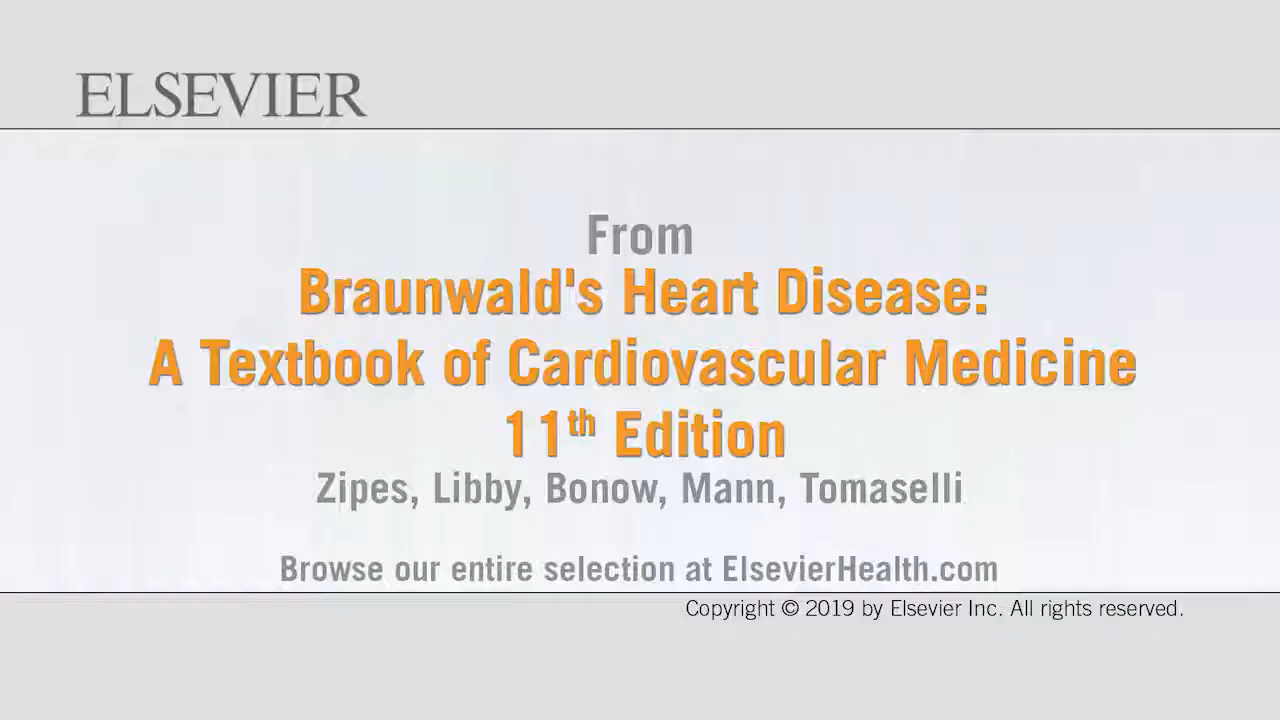 ELSEVIER
From
Braunwald's Heart Disease:
A Textbook of Cardiovascular Medicine
11th Edition
Zipes, Libby, Bonow, Mann, Tomaselli
Browse our entire selection at ElsevierHealth.com
Copyright © 2019 by Elsevier Inc. All rights reserved.